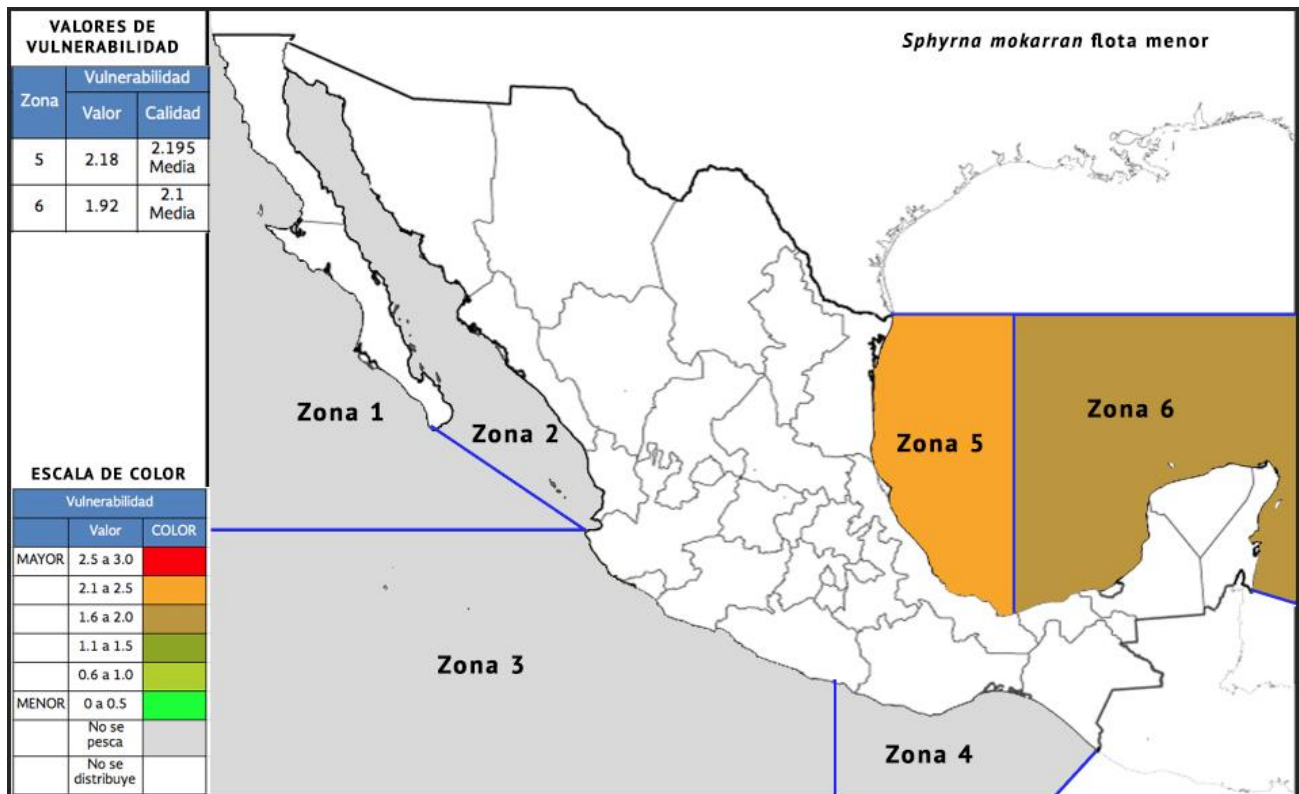 VALORES DE
VULNERABILIDAD
Zona
Vulnerabilidad
Valor
Calidad
5
2.18
2.195
Media
6
1.92
2.1
Media
Sphyrna mokarran flota menor
Zona 1
Zona 2
Zona 3
Zona 4
Zona 5
Zona 6
ESCALA DE COLOR
Vulnerabilidad
Valor
COLOR
MAYOR
2.5 a 3.0
2.1 a 2.5
1.6 a 2.0
1.1 a 1.5
0.6 a 1.0
MENOR
0 a 0.5
No se
pesca
No se
distribuye